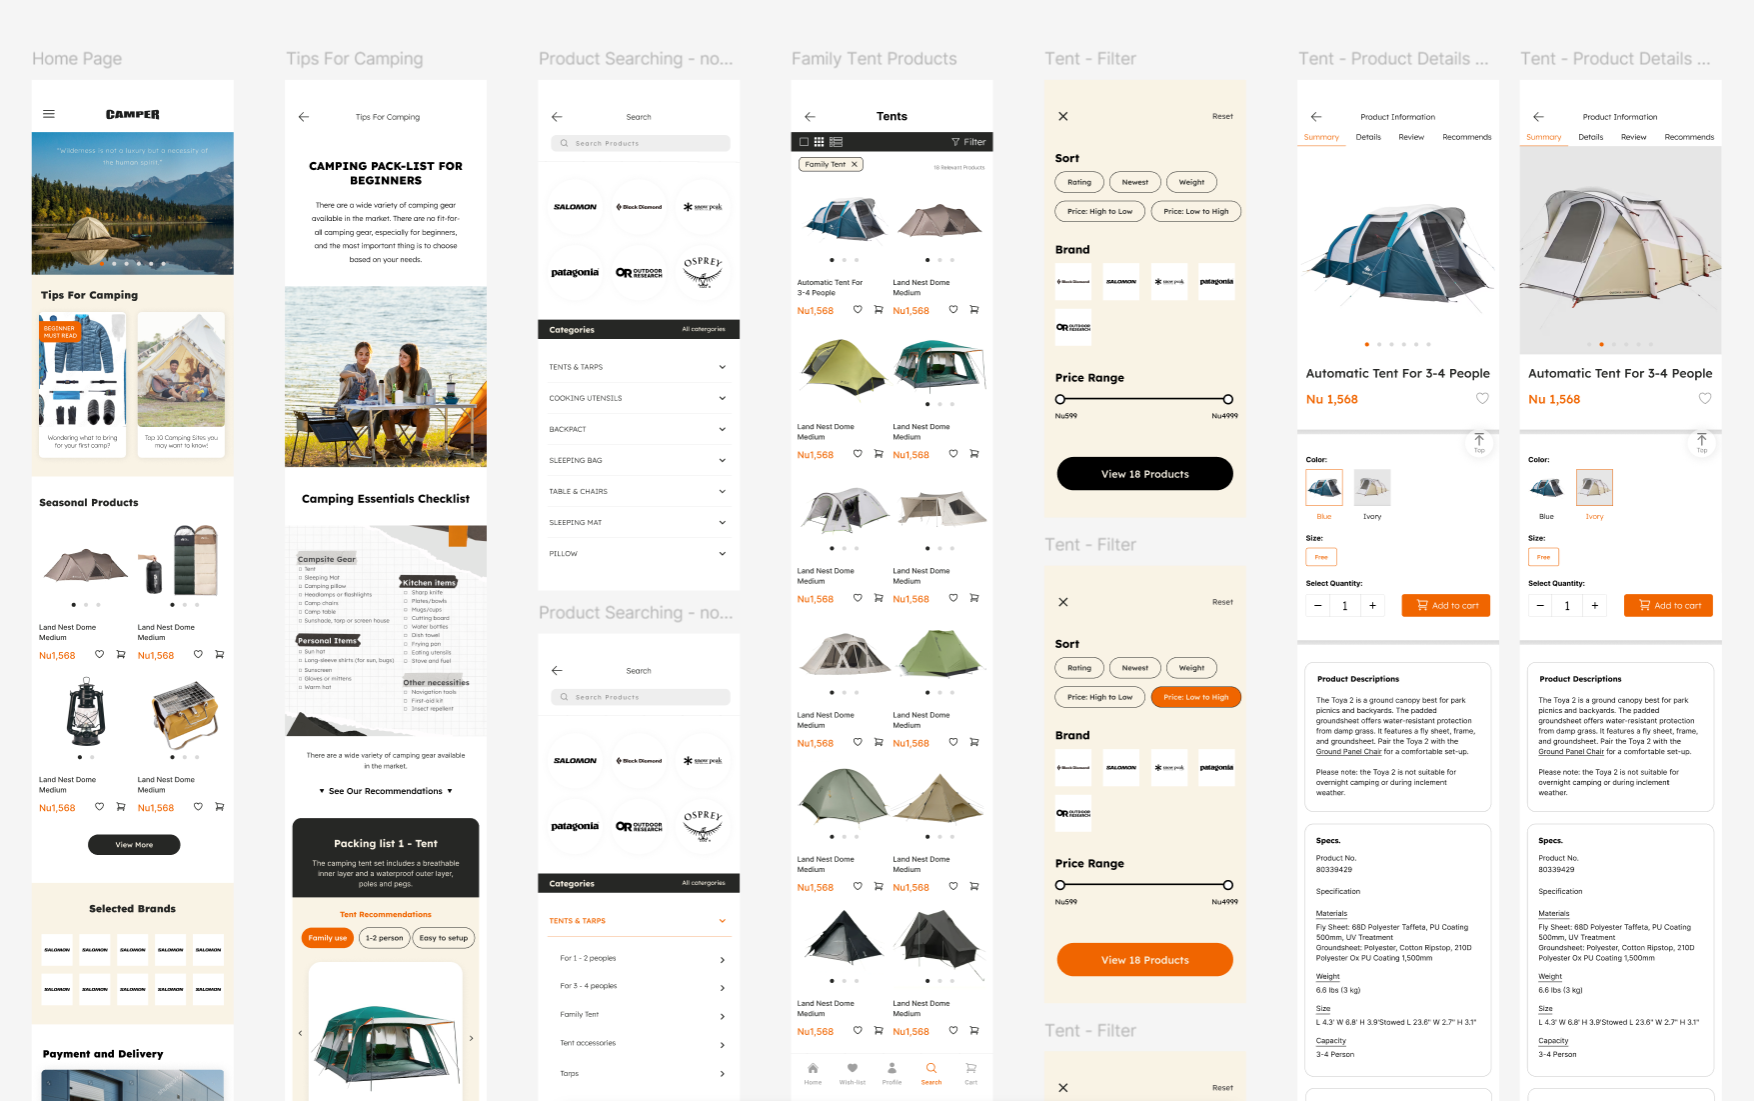 Home Page
CAMPER
"Wilderness is not a luxury but a necessity of
the human spirit."
Tips For Camping
BEGINNER
MUST READ
Wondering what to bring
for your first camp?
Top 10 Camping Sites you
may want to know!
Seasonal Products
Land Nest Dome
Medium
Nu1,568
Land Nest Dome
Medium
Nu1,568
Land Nest Dome
Medium
Nu1,568
Land Nest Dome
Medium
Nu1,568
View More
Selected Brands
SALOMON SALOMON SALOMON SALOMON SALOMON
SALOMON SALOMON SALOMON SALOMON SALOMON
Payment and Delivery
Tips For Camping
Tips For Camping
CAMPING PACK-LIST FOR
BEGINNERS
There are a wide variety of camping gear
available in the market. There are no fit-for-
all camping gear, especially for beginners,
and the most important thing is to choose
based on your needs.
Camping Essentials Checklist
Campsite Gear
Tent
Sleeping Mat
Camping pillow
Headlamps or flashlights
Camp chairs
Camp table
Sunshade, tarp or screen house
Personal Items
Sun hat
Long-sleeve shirts (for sun, bugs)
Sunscreen
Gloves or mittens
Warm hat
Kitchen items
Sharp knife
Plates/bowls
Mugs/cups
Cutting board
Water bottles
Dish towel
Frying pan
Eating utensils
Stove and fuel
Other necessities
Navigation tools
First-aid kit
Insect repellent
There are a wide variety of camping gear available
in the market.
▼ See Our Recommendations ▼
Packing list 1 - Tent
The camping tent set includes a breathable
inner layer and a waterproof outer layer,
poles and pegs.
Tent Recommendations
Family use
1-2 person
Easy to setup
Product Searching - no...
Search
Search Products
SALOMON
Black Diamond
snow peak
patagonia
OR OUTDOOR
RESEARCH
OSPREY
Categories
All catergories
TENTS & TARPS
COOKING UTENSILS
BACKPACT
SLEEPING BAG
TABLE & CHAIRS
SLEEPING MAT
PILLOW
Product Searching - no...
Search
Search Products
SALOMON
Black Diamond
snow peak
patagonia
OR OUTDOOR
RESEARCH
OSPREY
Categories
All catergories
TENTS & TARPS
For 1 - 2 peoples
For 3 - 4 peoples
Family Tent
Tent accessories
Tarps
Family Tent Products
Tents
Filter
Family Tent ✕
18 Relevant Products
Automatic Tent For
3-4 People
Nu1,568
Land Nest Dome
Medium
Nu1,568
Land Nest Dome
Medium
Nu1,568
Land Nest Dome
Medium
Nu1,568
Land Nest Dome
Medium
Nu1,568
Land Nest Dome
Medium
Nu1,568
Land Nest Dome
Medium
Nu1,568
Land Nest Dome
Medium
Nu1,568
Land Nest Dome
Medium
Nu1,568
Land Nest Dome
Medium
Nu1,568
Land Nest Dome
Medium
Nu1,568
Land Nest Dome
Medium
Nu1,568
Home
Wish-list
Profile
Search
Cart
Tent - Filter
Reset
Sort
Rating
Newest
Weight
Price: High to Low
Price: Low to High
Brand
Black Diamond
SALOMON
snow peak
patagonia
OR OUTDOOR
RESEARCH
Price Range
Nu599
Nu4999
View 18 Products
Tent - Filter
Reset
Sort
Rating
Newest
Weight
Price: High to Low
Price: Low to High
Brand
Black Diamond
SALOMON
snow peak
patagonia
OR OUTDOOR
RESEARCH
Price Range
Nu599
Nu4999
View 18 Products
Tent - Filter
Reset
Tent - Product Details ...
Product Information
Summary Details Review Recommends
Automatic Tent For 3-4 People
Nu 1,568
Top
Color:
Blue
Ivory
Size:
Free
Select Quantity:
− 1 +
Add to cart
Product Descriptions
The Toya 2 is a ground canopy best for park
picnics and backyards. The padded
groundsheet offers water-resistant protection
from damp grass. It features a fly sheet, frame,
and groundsheet. Pair the Toya 2 with the
Ground Panel Chair for a comfortable set-up.
Please note: the Toya 2 is not suitable for
overnight camping or during inclement
weather.
Specs.
Product No.
80339429
Specification
Materials
Fly Sheet: 68D Polyester Taffeta, PU Coating
500mm, UV Treatment
Groundsheet: Polyester, Cotton Ripstop, 210D
Polyester Ox PU Coating 1,500mm
Weight
6.6 lbs (3 kg)
Size
L 4.3' W 6.8' H 3.9'Stowed L 23.6" W 2.7" H 3.1"
Capacity
3-4 Person
Tent - Product Details ...
Product Information
Summary Details Review Recommends
Automatic Tent For 3-4 People
Nu 1,568
Top
Color:
Blue
Ivory
Size:
Free
Select Quantity:
− 1 +
Add to cart
Product Descriptions
The Toya 2 is a ground canopy best for park
picnics and backyards. The padded
groundsheet offers water-resistant protection
from damp grass. It features a fly sheet, frame,
and groundsheet. Pair the Toya 2 with the
Ground Panel Chair for a comfortable set-up.
Please note: the Toya 2 is not suitable for
overnight camping or during inclement
weather.
Specs.
Product No.
80339429
Specification
Materials
Fly Sheet: 68D Polyester Taffeta, PU Coating
500mm, UV Treatment
Groundsheet: Polyester, Cotton Ripstop, 210D
Polyester Ox PU Coating 1,500mm
Weight
6.6 lbs (3 kg)
Size
L 4.3' W 6.8' H 3.9'Stowed L 23.6" W 2.7" H 3.1"
Capacity
3-4 Person